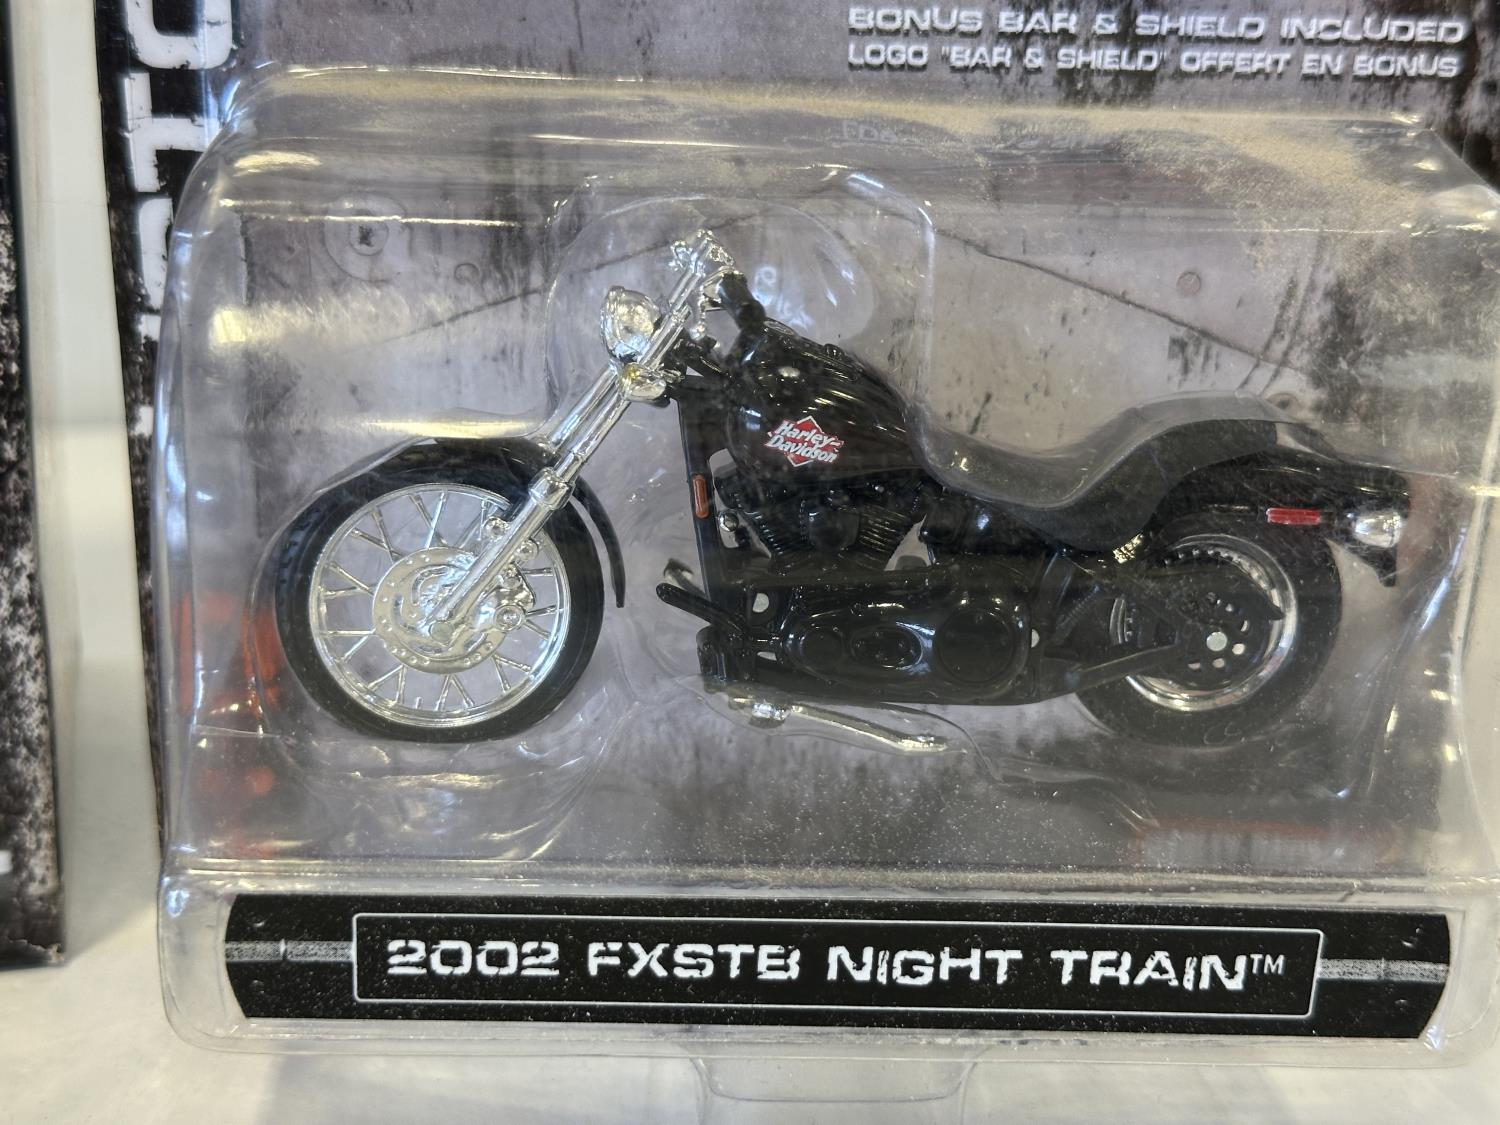 BONUS BAR & SHIELD INCLUDED
LOGO "BAR & SHIELD" OFFERT EN BONUS
Harley-
Davidson
2002 FXSTB NIGHT TRAIN™